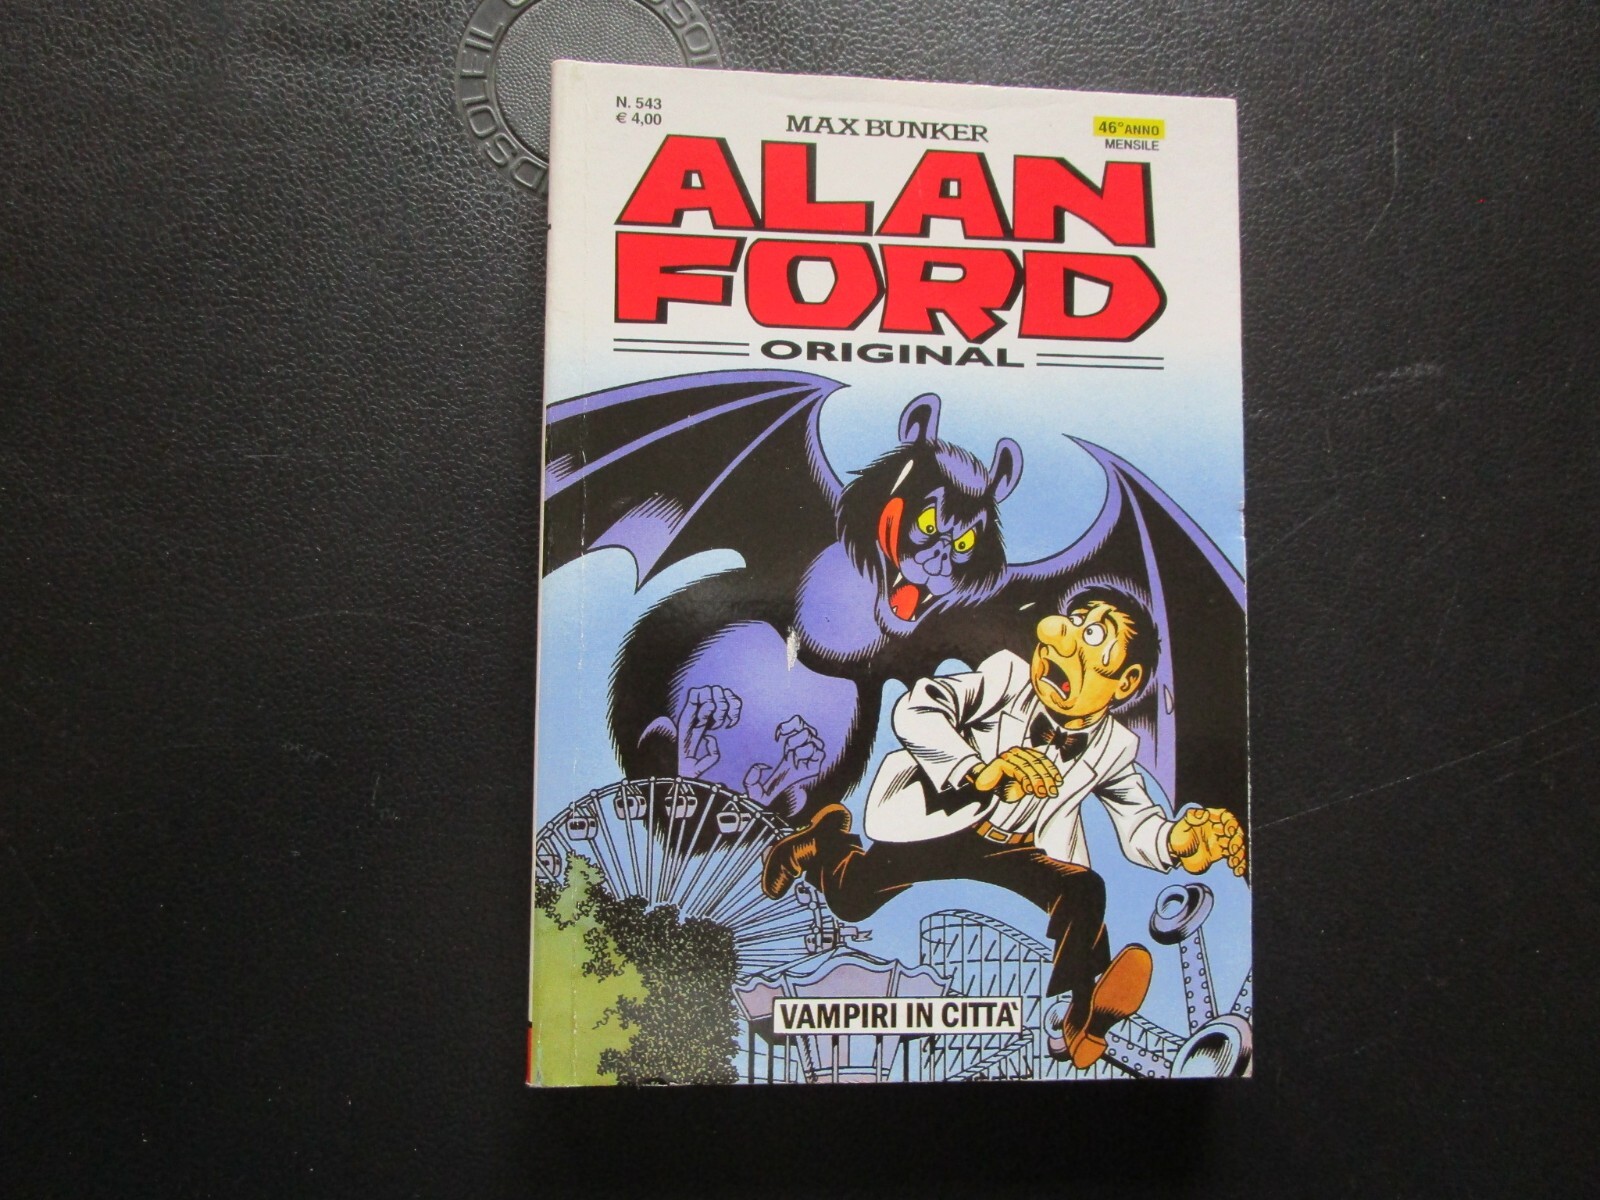 N. 543
€ 4,00
MAX BUNKER
46° ANNO
MENSILE
ALAN
FORD
ORIGINAL
VAMPIRI IN CITTA'